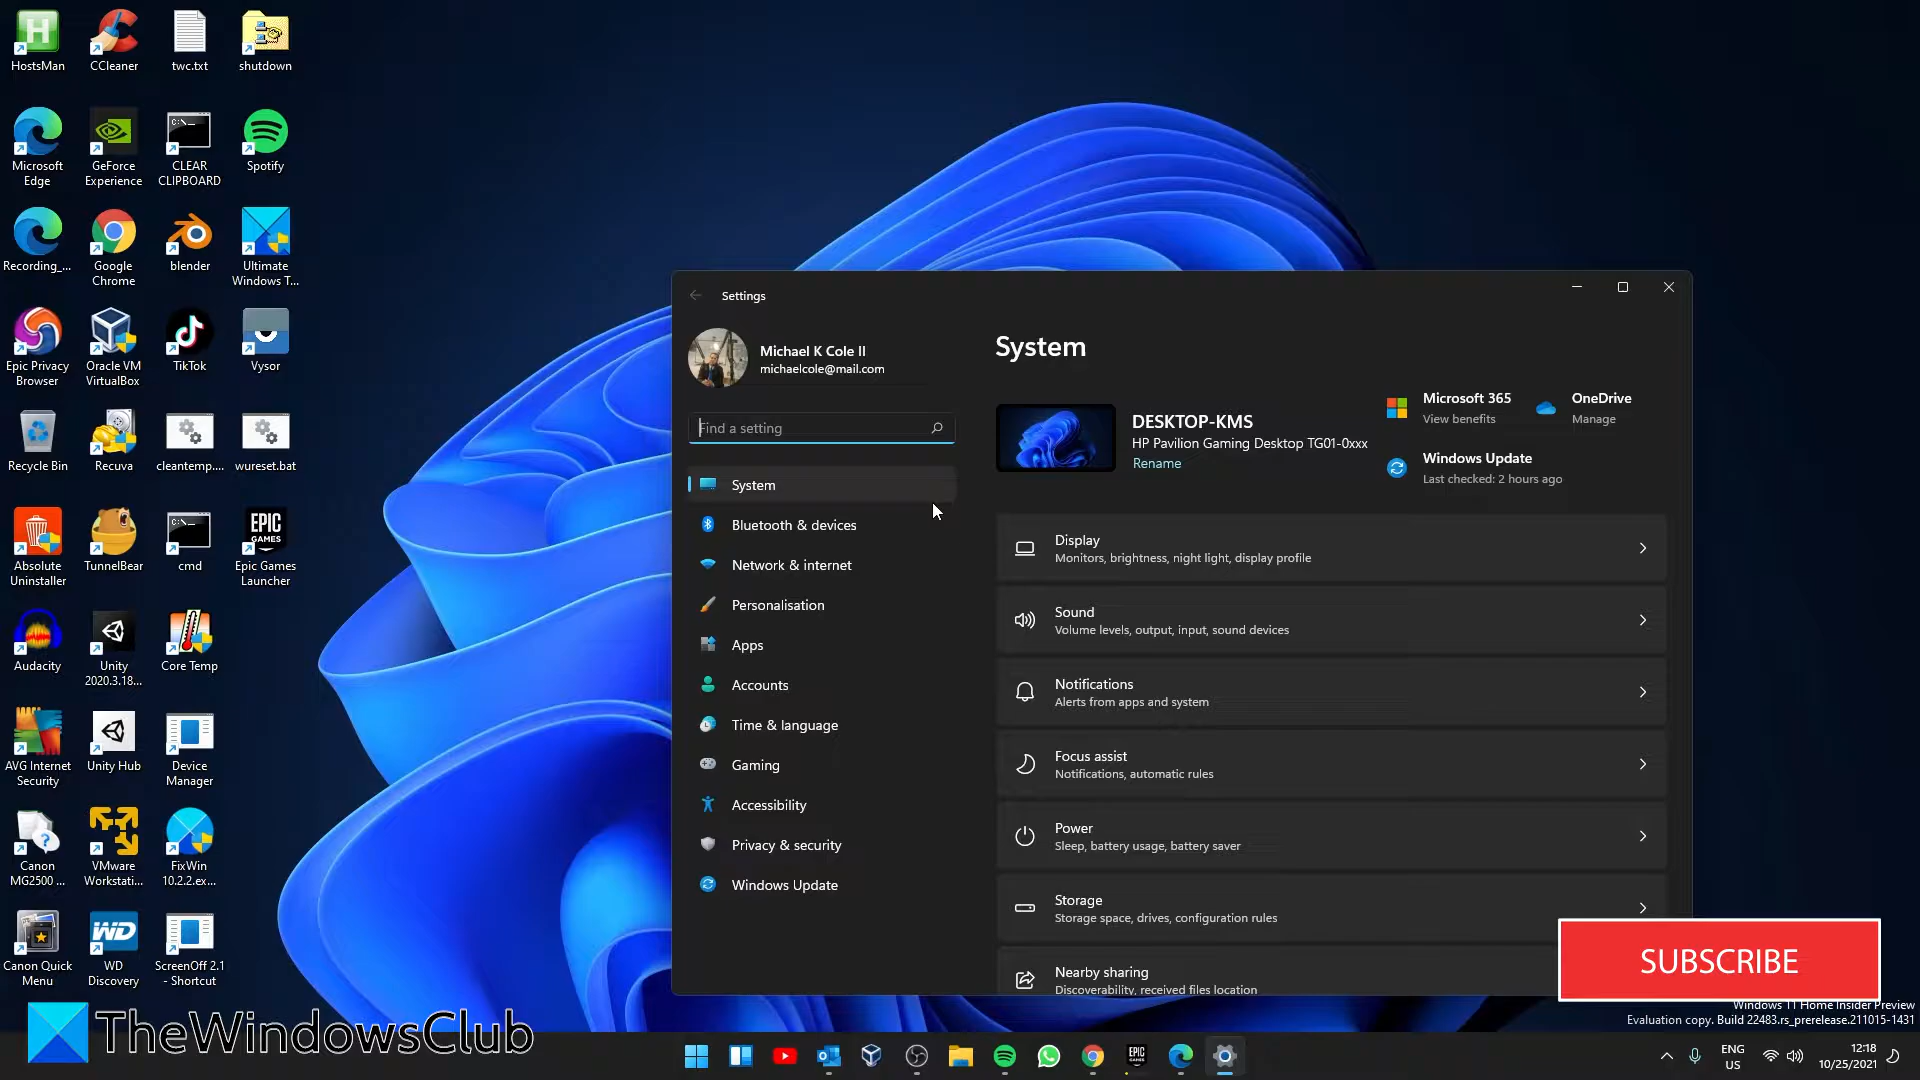 HostsMan
CCleaner
twc.txt
shutdown
Microsoft
Edge
GeForce
Experience
CLEAR
CLIPBOARD
Spotify
Recording_...
Google
Chrome
blender
Ultimate
Windows T...
Epic Privacy
Browser
Oracle VM
VirtualBox
TikTok
Vysor
Recycle Bin
Recuva
cleantemp....
wureset.bat
Absolute
Uninstaller
TunnelBear
cmd
EPIC
GAMES
Epic Games
Launcher
Audacity
Unity
2020.3.18...
Core Temp
AVG Internet
Security
Unity Hub
Device
Manager
Canon
MG2500 ...
VMware
Workstati...
FixWin
10.2.2.ex...
Canon Quick
Menu
WD
WD
Discovery
ScreenOff 2.1
- Shortcut
TheWindowsClub
Settings
Michael K Cole II
michaelcole@mail.com
Find a setting
System
Bluetooth & devices
Network & internet
Personalisation
Apps
Accounts
Time & language
Gaming
Accessibility
Privacy & security
Windows Update
System
DESKTOP-KMS
HP Pavilion Gaming Desktop TG01-0xxx
Rename
Microsoft 365
View benefits
OneDrive
Manage
Windows Update
Last checked: 2 hours ago
Display
Monitors, brightness, night light, display profile
Sound
Volume levels, output, input, sound devices
Notifications
Alerts from apps and system
Focus assist
Notifications, automatic rules
Power
Sleep, battery usage, battery saver
Storage
Storage space, drives, configuration rules
Nearby sharing
Discoverability, received files location
SUBSCRIBE
Windows 11 Home Insider Preview
Evaluation copy. Build 22483.rs_prerelease.211015-1431
EPIC
ENG
US
12:18
10/25/2021